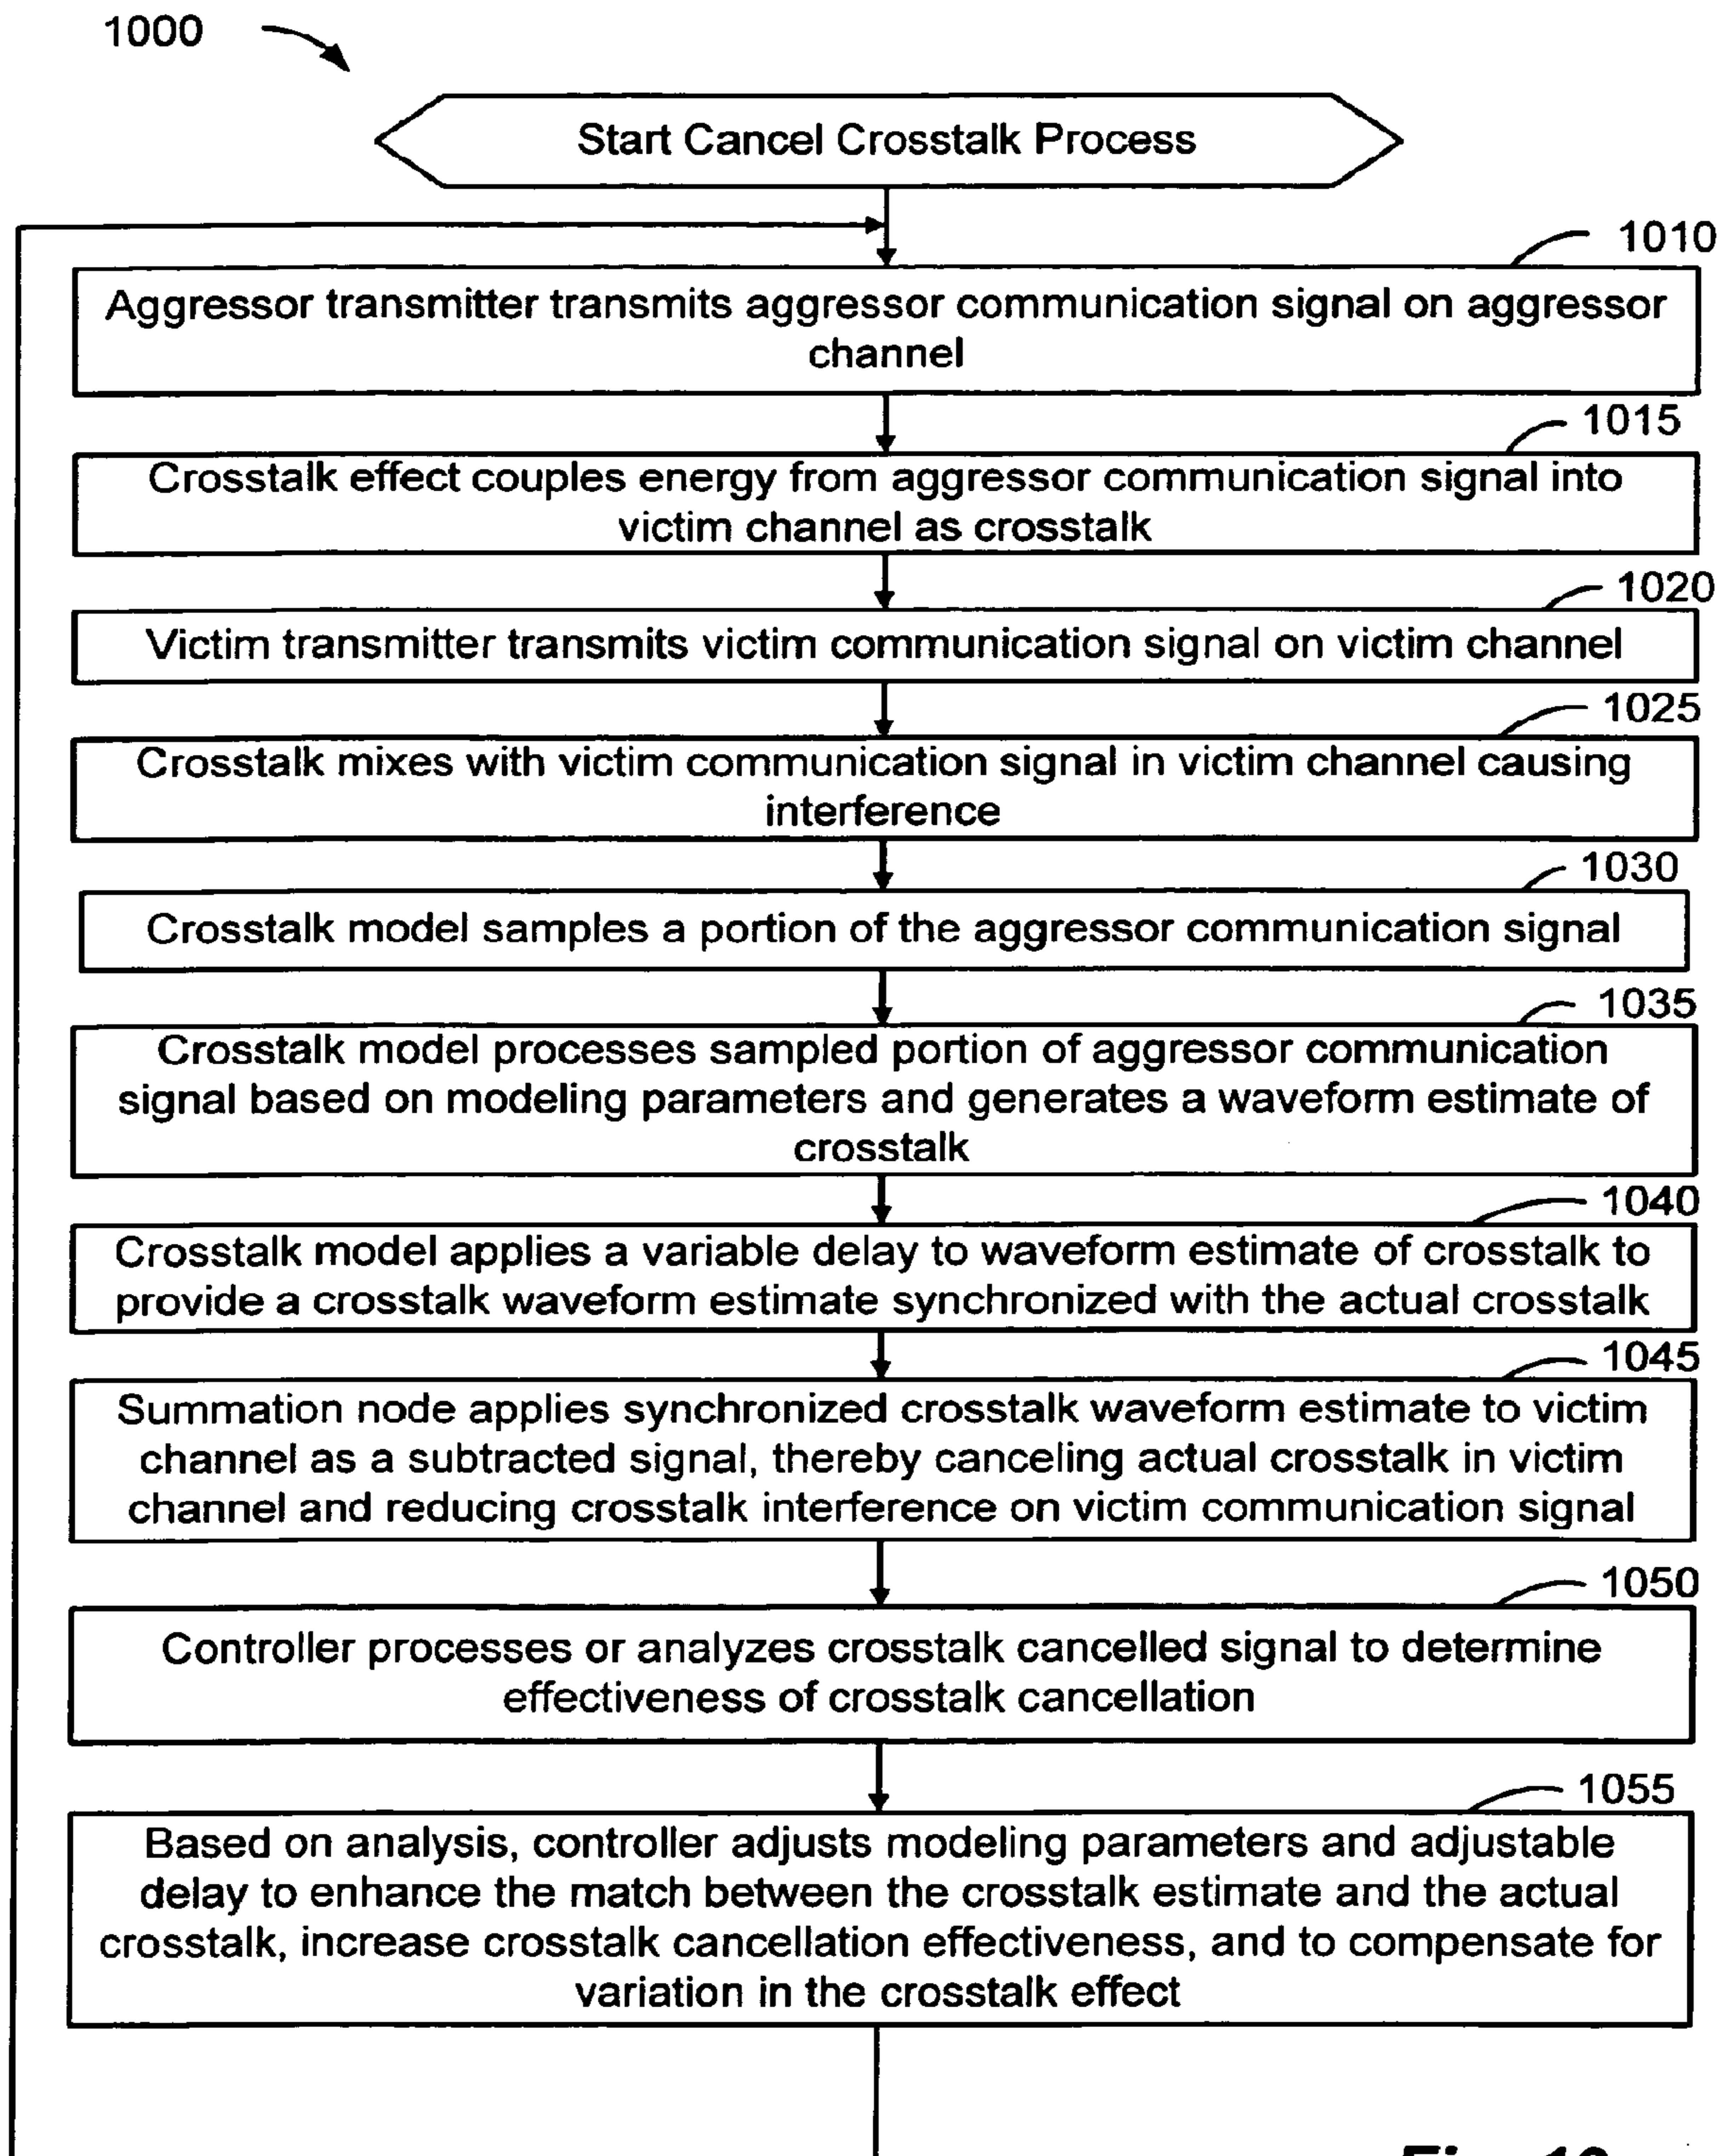 1000
Start Cancel Crosstalk Process
1010
Aggressor transmitter transmits aggressor communication signal on aggressor
channel
1015
Crosstalk effect couples energy from aggressor communication signal into
victim channel as crosstalk
1020
Victim transmitter transmits victim communication signal on victim channel
1025
Crosstalk mixes with victim communication signal in victim channel causing
interference
1030
Crosstalk model samples a portion of the aggressor communication signal
1035
Crosstalk model processes sampled portion of aggressor communication
signal based on modeling parameters and generates a waveform estimate of
crosstalk
1040
Crosstalk model applies a variable delay to waveform estimate of crosstalk to
provide a crosstalk waveform estimate synchronized with the actual crosstalk
1045
Summation node applies synchronized crosstalk waveform estimate to victim
channel as a subtracted signal, thereby canceling actual crosstalk in victim
channel and reducing crosstalk interference on victim communication signal
1050
Controller processes or analyzes crosstalk cancelled signal to determine
effectiveness of crosstalk cancellation
1055
Based on analysis, controller adjusts modeling parameters and adjustable
delay to enhance the match between the crosstalk estimate and the actual
crosstalk, increase crosstalk cancellation effectiveness, and to compensate for
variation in the crosstalk effect